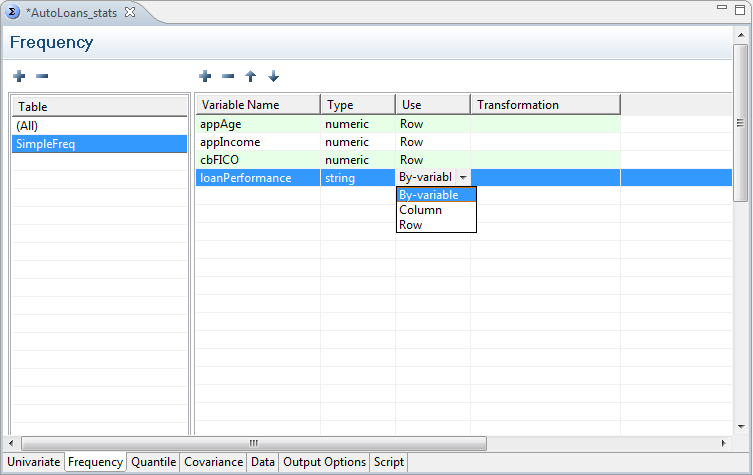 *AutoLoans_stats
Frequency
Table
(All)
SimpleFreq
Variable Name Type Use Transformation
appAge numeric Row
appIncome numeric Row
cbFICO numeric Row
loanPerformance string By-variabl
By-variable
Column
Row
Univariate Frequency Quantile Covariance Data Output Options Script